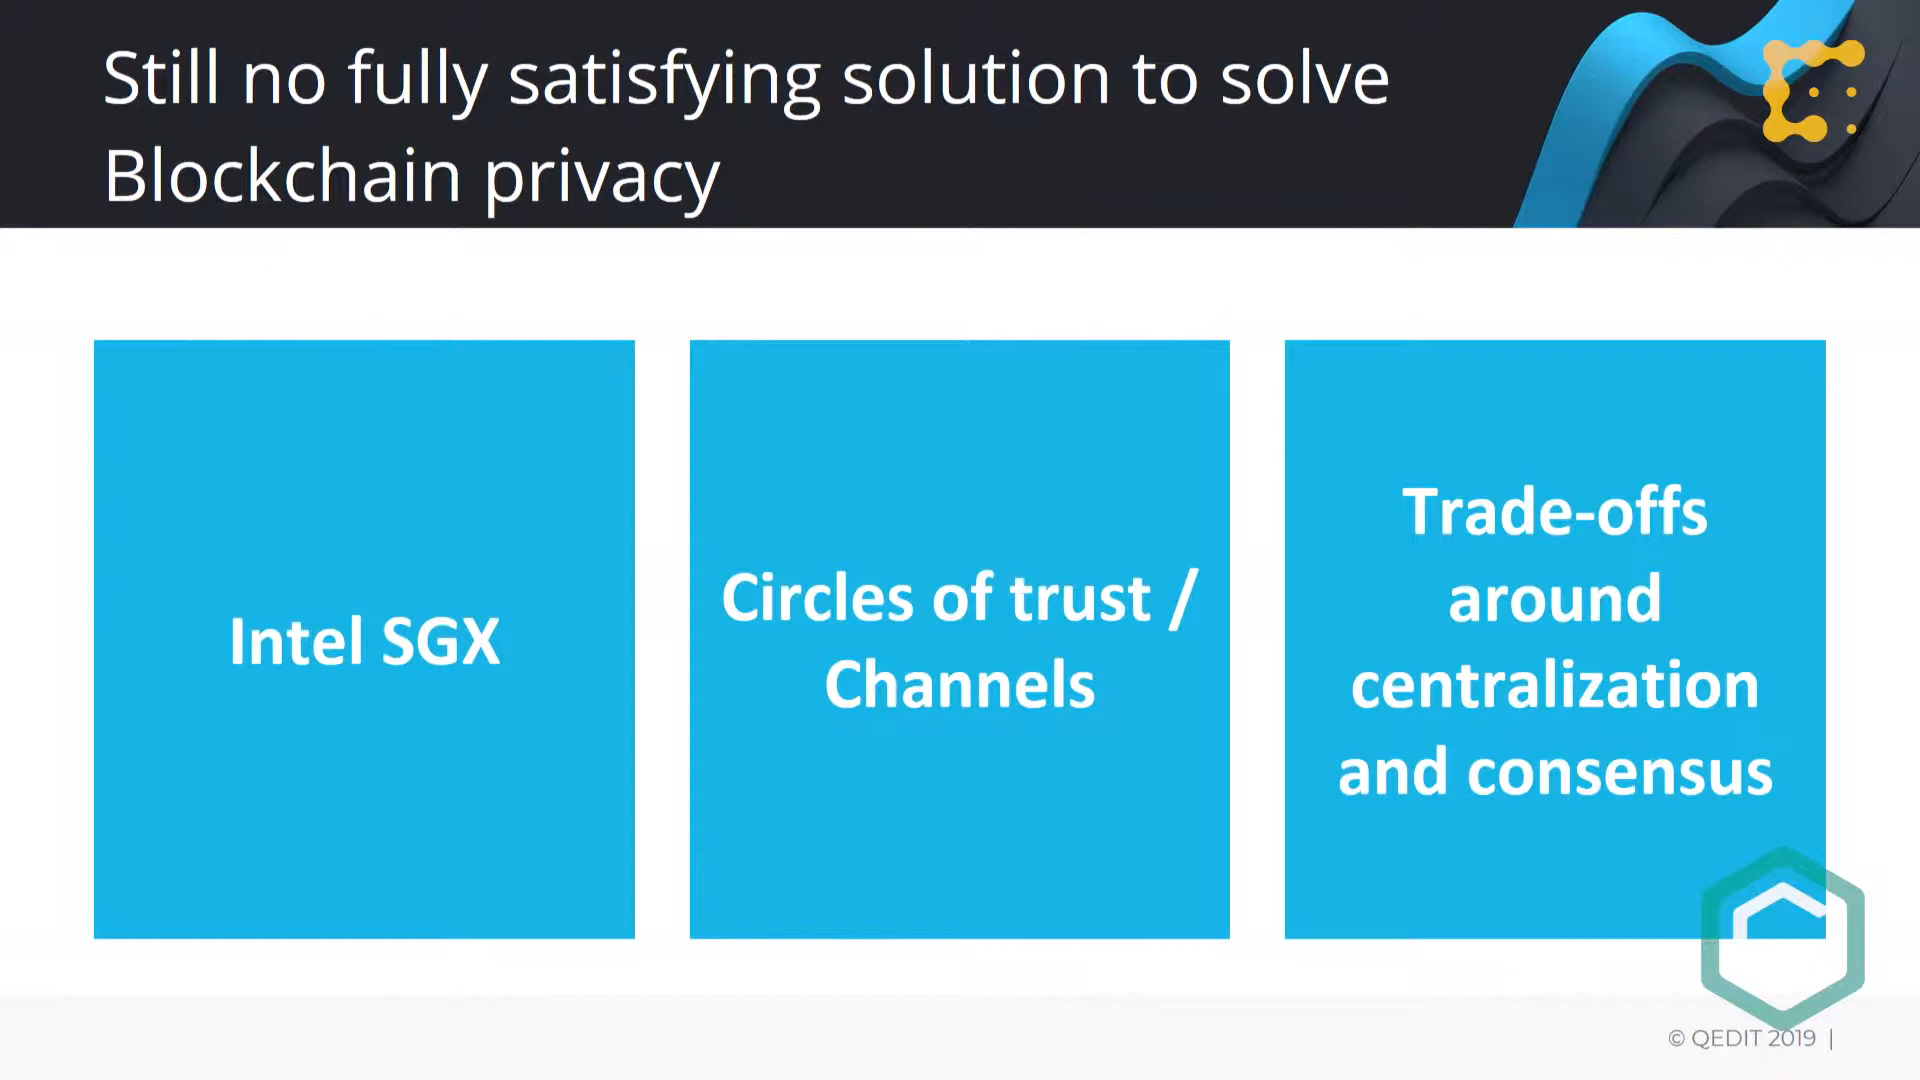 Still no fully satisfying solution to solve
Blockchain privacy
Intel SGX
Circles of trust /
Channels
Trade-offs
around
centralization
and consensus
© QEDIT 2019 |